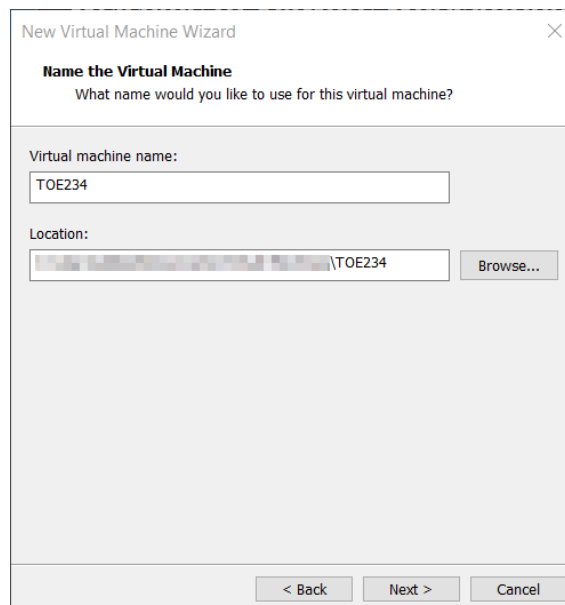 New Virtual Machine Wizard
Name the Virtual Machine
What name would you like to use for this virtual machine?
Virtual machine name:
TOE234
Location:
\TOE234
Browse...
< Back Next > Cancel